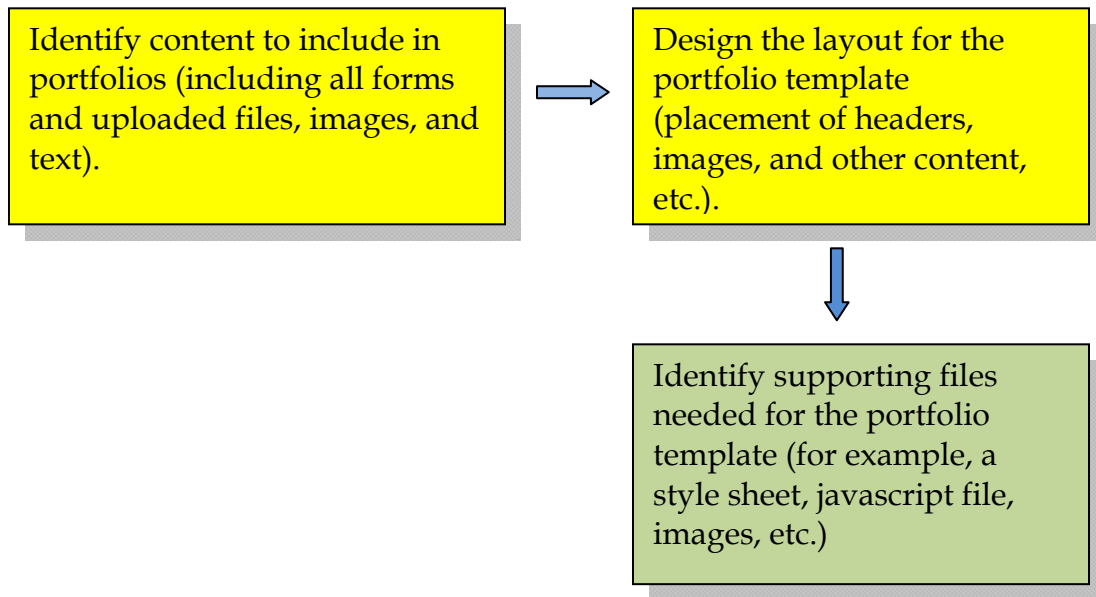 Identify content to include in
portfolios (including all forms
and uploaded files, images, and
text).
Design the layout for the
portfolio template
(placement of headers,
images, and other content,
etc.).
Identify supporting files
needed for the portfolio
template (for example, a
style sheet, javascript file,
images, etc.)